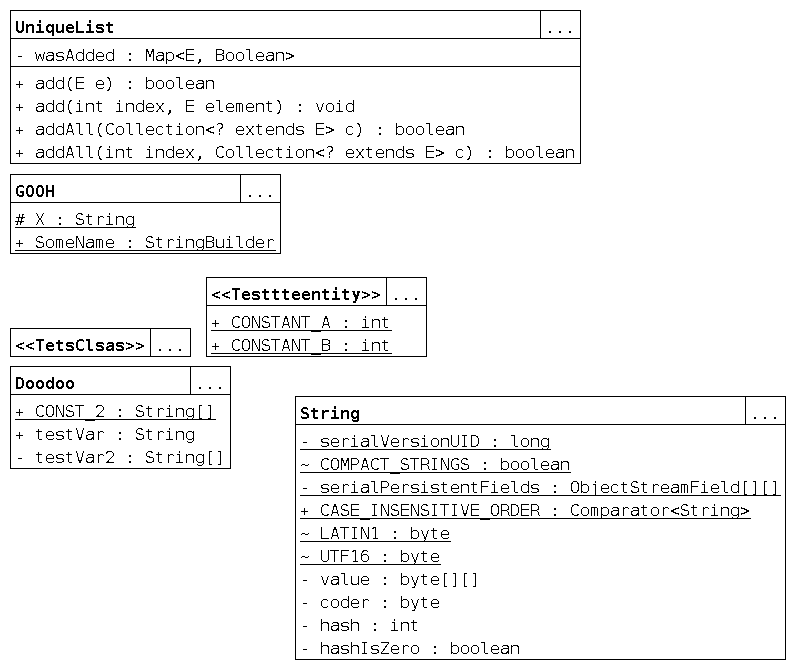 UniqueList ...
- wasAdded : Map<E, Boolean>
+ add(E e) : boolean
+ add(int index, E element) : void
+ addAll(Collection<? extends E> c) : boolean
+ addAll(int index, Collection<? extends E> c) : boolean
GOOH ...
# X : String
+ SomeName : StringBuilder
<<Testtteentity>> ...
+ CONSTANT_A : int
+ CONSTANT_B : int
<<TetsClsas>> ...
Doodoo ...
+ CONST_2 : String[]
+ testVar : String
- testVar2 : String[]
String ...
- serialVersionUID : long
~ COMPACT_STRINGS : boolean
- serialPersistentFields : ObjectStreamField[][]
+ CASE_INSENSITIVE_ORDER : Comparator<String>
~ LATIN1 : byte
~ UTF16 : byte
- value : byte[][]
- coder : byte
- hash : int
- hashIsZero : boolean